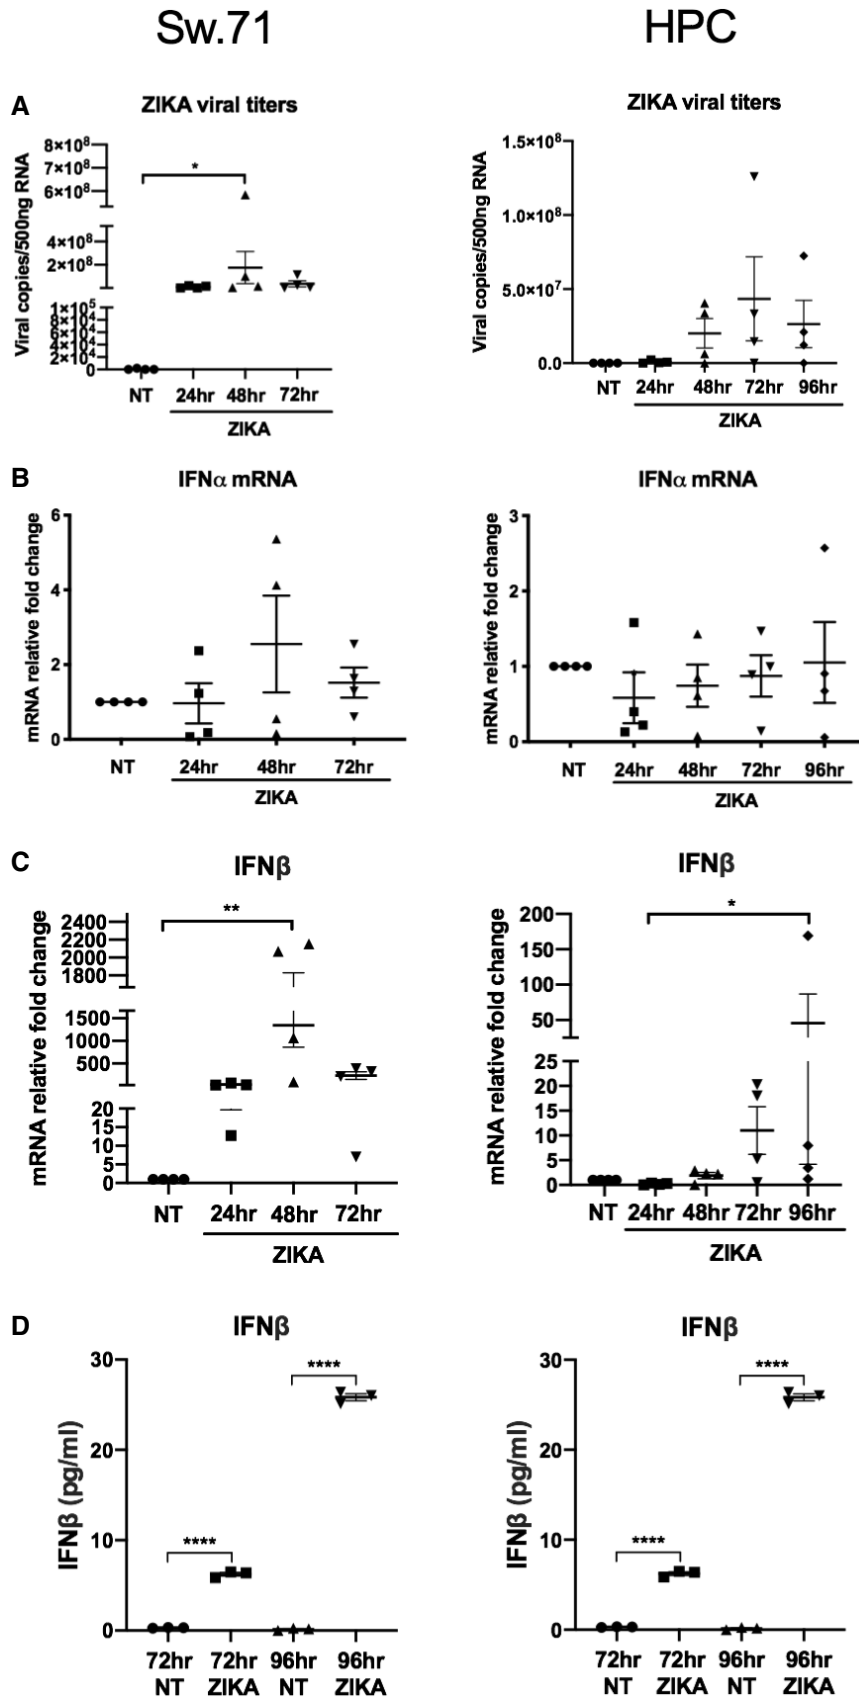 Sw.71 HPC
A
ZIKA viral titers
Viral copies/500ng RNA
8×10⁸
7×10⁸
6×10⁸
4×10⁸
2×10⁸
1×10⁵
8×10⁴
6×10⁴
4×10⁴
2×10⁴
0
*
NT 24hr 48hr 72hr
ZIKA
ZIKA viral titers
Viral copies/500ng RNA
1.5×10⁸
1.0×10⁸
5.0×10⁷
0.0
NT 24hr 48hr 72hr 96hr
ZIKA
B
IFNα mRNA
mRNA relative fold change
6
4
2
0
NT 24hr 48hr 72hr
ZIKA
IFNα mRNA
mRNA relative fold change
3
2
1
0
NT 24hr 48hr 72hr 96hr
ZIKA
C
IFNβ
mRNA relative fold change
2400
2200
2000
1800
1500
1000
500
20
15
10
5
0
**
NT 24hr 48hr 72hr
ZIKA
IFNβ
mRNA relative fold change
200
150
100
50
25
20
15
10
5
0
*
NT 24hr 48hr 72hr 96hr
ZIKA
D
IFNβ
IFNβ (pg/ml)
30
20
10
0
****
****
72hr 72hr 96hr 96hr
NT ZIKA NT ZIKA
IFNβ
IFNβ (pg/ml)
30
20
10
0
****
****
72hr 72hr 96hr 96hr
NT ZIKA NT ZIKA